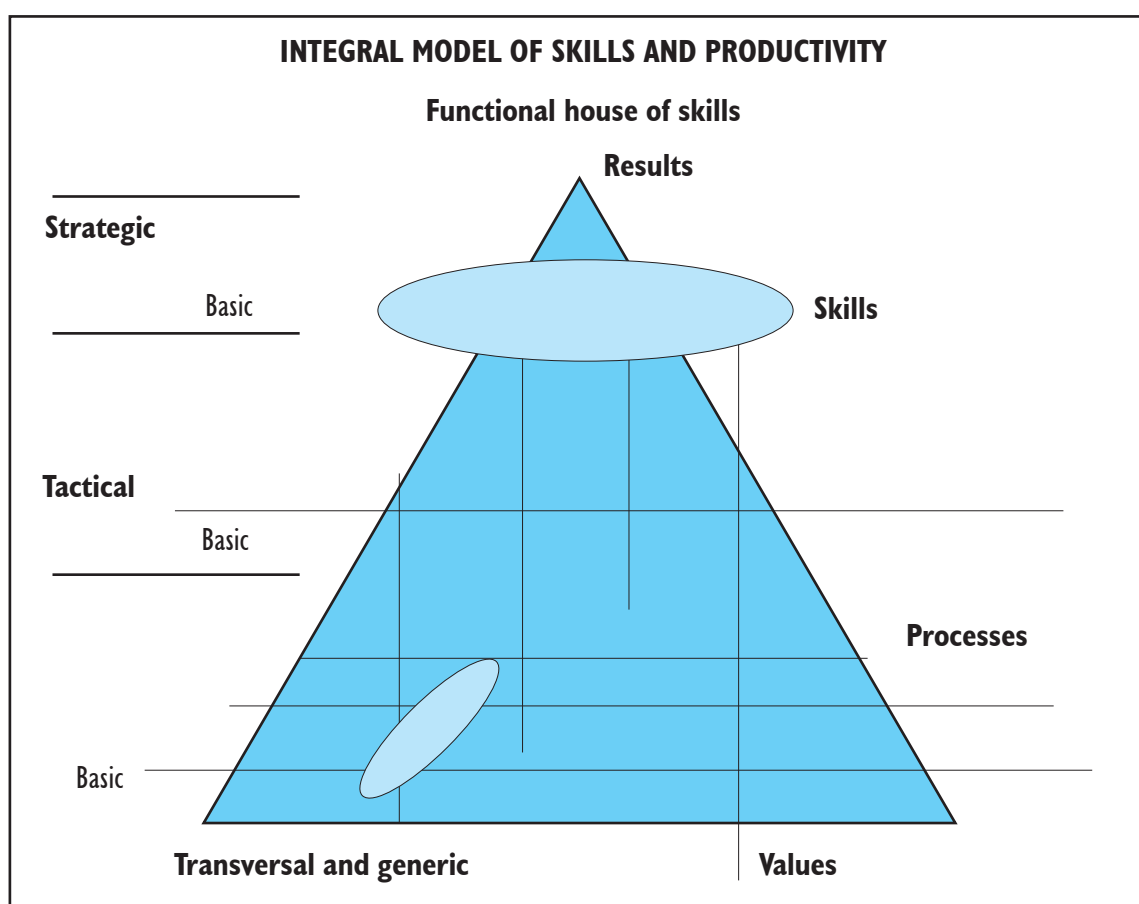 INTEGRAL MODEL OF SKILLS AND PRODUCTIVITY
Functional house of skills
Results
Strategic
Basic
Skills
Tactical
Basic
Processes
Basic
Transversal and generic
Values